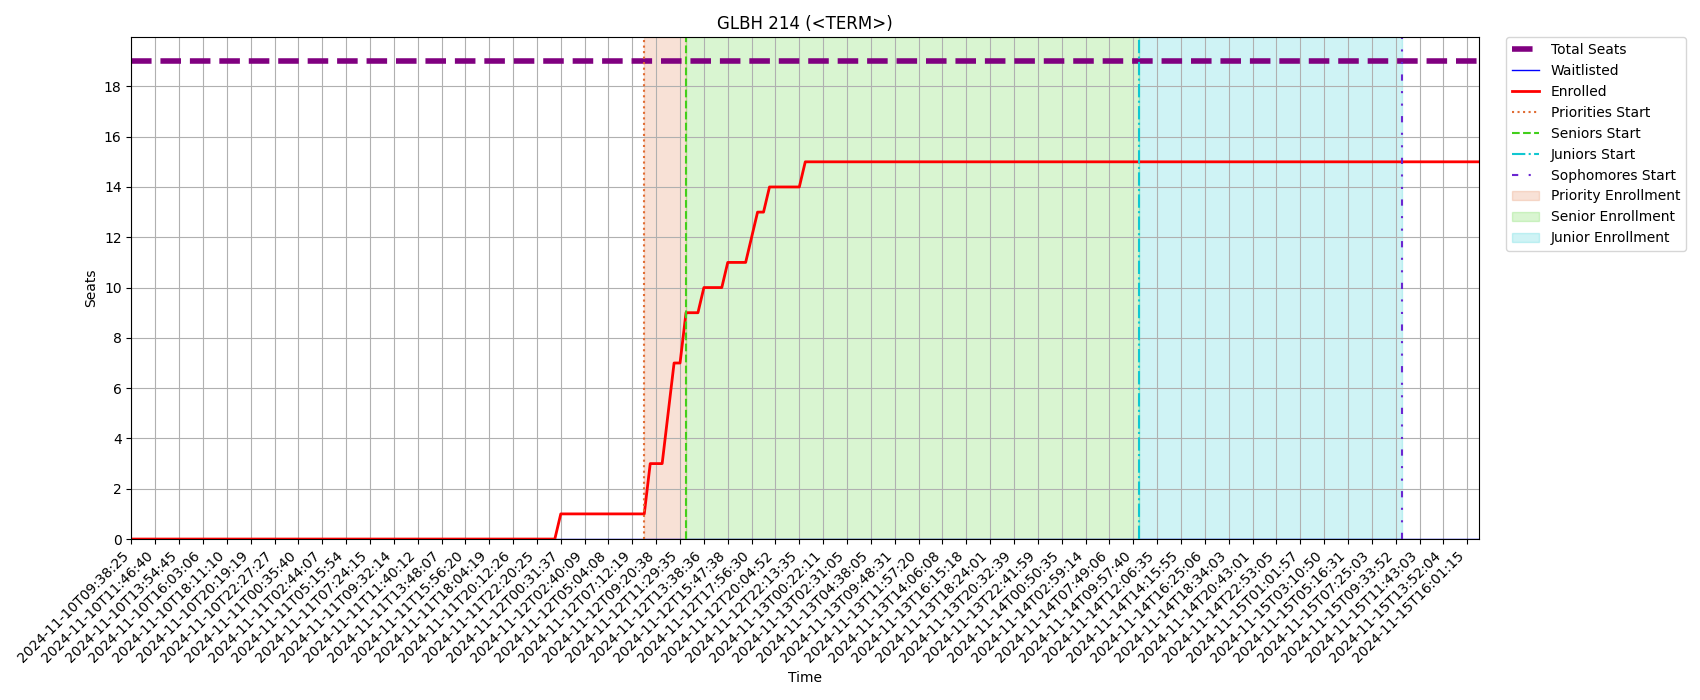 GLBH 214 (<TERM>)
Total Seats
Waitlisted
Enrolled
Priorities Start
Seniors Start
Juniors Start
Sophomores Start
Priority Enrollment
Senior Enrollment
Junior Enrollment
Seats
18
16
14
12
10
8
6
4
2
0
2024-11-10T09:38:25
2024-11-10T11:46:40
2024-11-10T13:54:45
2024-11-10T16:03:06
2024-11-10T18:11:10
2024-11-10T20:19:19
2024-11-10T22:27:27
2024-11-11T00:35:40
2024-11-11T02:44:07
2024-11-11T05:15:54
2024-11-11T07:24:15
2024-11-11T09:32:14
2024-11-11T11:40:12
2024-11-11T13:48:07
2024-11-11T15:56:20
2024-11-11T18:04:19
2024-11-11T20:12:26
2024-11-11T22:20:25
2024-11-12T00:31:37
2024-11-12T02:40:09
2024-11-12T05:04:08
2024-11-12T07:12:19
2024-11-12T09:20:38
2024-11-12T11:29:35
2024-11-12T13:38:36
2024-11-12T15:47:38
2024-11-12T17:56:30
2024-11-12T20:04:52
2024-11-12T22:13:35
2024-11-13T00:22:11
2024-11-13T02:31:05
2024-11-13T04:38:05
2024-11-13T09:48:31
2024-11-13T11:57:20
2024-11-13T14:06:08
2024-11-13T16:15:18
2024-11-13T18:24:01
2024-11-13T20:32:39
2024-11-13T22:41:59
2024-11-14T00:50:35
2024-11-14T02:59:14
2024-11-14T07:49:06
2024-11-14T09:57:40
2024-11-14T12:06:35
2024-11-14T14:15:55
2024-11-14T16:25:06
2024-11-14T18:34:03
2024-11-14T20:43:01
2024-11-14T22:53:05
2024-11-15T01:01:57
2024-11-15T03:10:50
2024-11-15T05:16:31
2024-11-15T07:25:03
2024-11-15T09:33:52
2024-11-15T11:43:03
2024-11-15T13:52:04
2024-11-15T16:01:15
Time